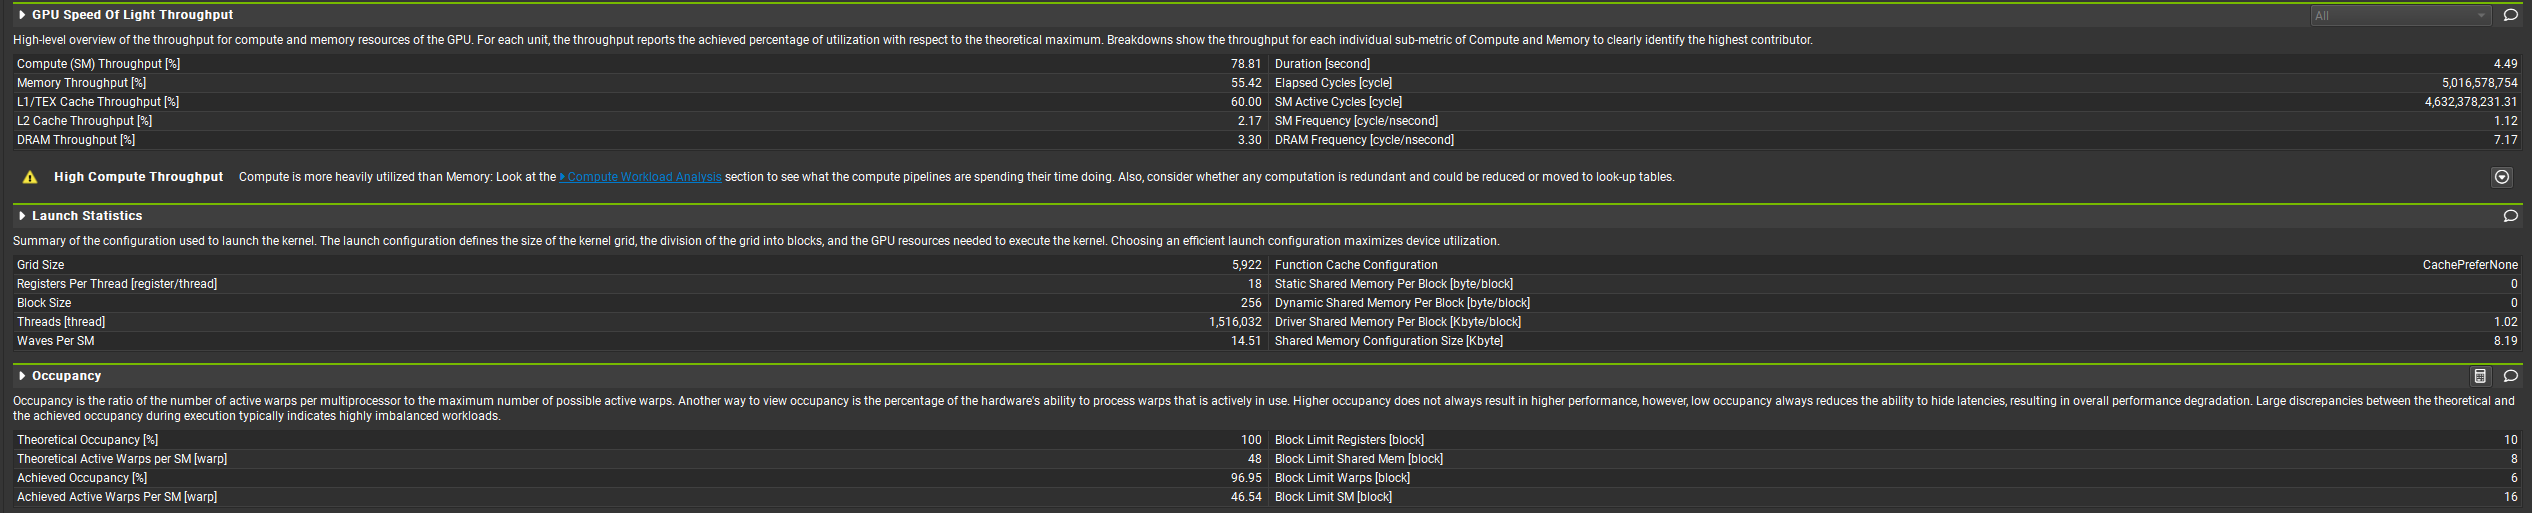 GPU Speed Of Light Throughput
All
High-level overview of the throughput for compute and memory resources of the GPU. For each unit, the throughput reports the achieved percentage of utilization with respect to the theoretical maximum. Breakdowns show the throughput for each individual sub-metric of Compute and Memory to clearly identify the highest contributor.
Compute (SM) Throughput [%] 78.81 Duration [second] 4.49
Memory Throughput [%] 55.42 Elapsed Cycles [cycle] 5,016,578,754
L1/TEX Cache Throughput [%] 60.00 SM Active Cycles [cycle] 4,632,378,231.31
L2 Cache Throughput [%] 2.17 SM Frequency [cycle/nsecond] 1.12
DRAM Throughput [%] 3.30 DRAM Frequency [cycle/nsecond] 7.17
High Compute Throughput Compute is more heavily utilized than Memory: Look at the Compute Workload Analysis section to see what the compute pipelines are spending their time doing. Also, consider whether any computation is redundant and could be reduced or moved to look-up tables.
Launch Statistics
Summary of the configuration used to launch the kernel. The launch configuration defines the size of the kernel grid, the division of the grid into blocks, and the GPU resources needed to execute the kernel. Choosing an efficient launch configuration maximizes device utilization.
Grid Size 5,922 Function Cache Configuration CachePreferNone
Registers Per Thread [register/thread] 18 Static Shared Memory Per Block [byte/block] 0
Block Size 256 Dynamic Shared Memory Per Block [byte/block] 0
Threads [thread] 1,516,032 Driver Shared Memory Per Block [Kbyte/block] 1.02
Waves Per SM 14.51 Shared Memory Configuration Size [Kbyte] 8.19
Occupancy
Occupancy is the ratio of the number of active warps per multiprocessor to the maximum number of possible active warps. Another way to view occupancy is the percentage of the hardware's ability to process warps that is actively in use. Higher occupancy does not always result in higher performance, however, low occupancy always reduces the ability to hide latencies, resulting in overall performance degradation. Large discrepancies between the theoretical and
the achieved occupancy during execution typically indicates highly imbalanced workloads.
Theoretical Occupancy [%] 100 Block Limit Registers [block] 10
Theoretical Active Warps per SM [warp] 48 Block Limit Shared Mem [block] 8
Achieved Occupancy [%] 96.95 Block Limit Warps [block] 6
Achieved Active Warps Per SM [warp] 46.54 Block Limit SM [block] 16